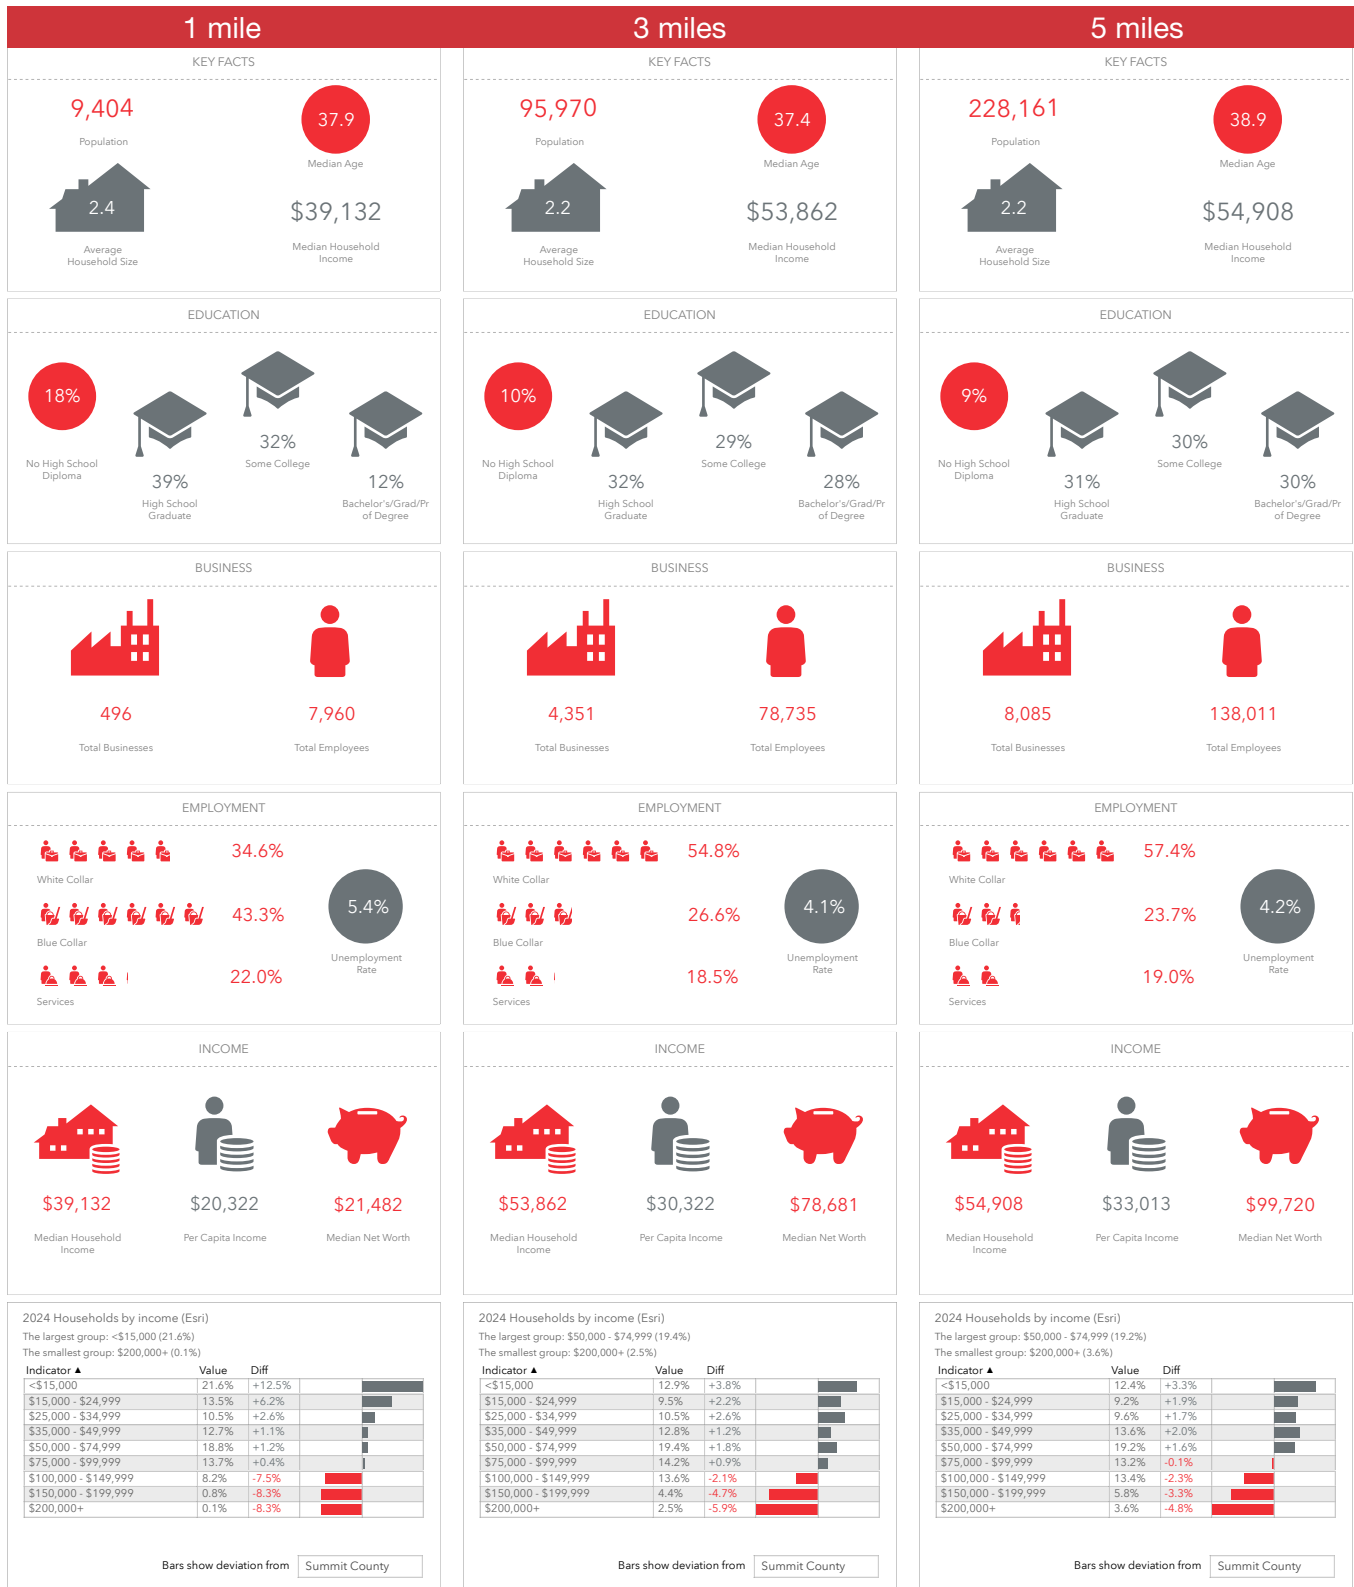 1 mile
KEY FACTS
9,404
Population
37.9
Median Age
2.4
Average
Household Size
$39,132
Median Household
Income
EDUCATION
18%
No High School
Diploma
39%
High School
Graduate
32%
Some College
12%
Bachelor's/Grad/Pr
of Degree
BUSINESS
496
Total Businesses
7,960
Total Employees
EMPLOYMENT
34.6%
White Collar
43.3%
Blue Collar
22.0%
Services
5.4%
Unemployment
Rate
INCOME
$39,132
Median Household
Income
$20,322
Per Capita Income
$21,482
Median Net Worth
2024 Households by income (Esri)
The largest group: <$15,000 (21.6%)
The smallest group: $200,000+ (0.1%)
Indicator ▲ Value Diff
<$15,000 21.6% +12.5%
$15,000 - $24,999 13.5% +6.2%
$25,000 - $34,999 10.5% +2.6%
$35,000 - $49,999 12.7% +1.1%
$50,000 - $74,999 18.8% +1.2%
$75,000 - $99,999 13.7% +0.4%
$100,000 - $149,999 8.2% -7.5%
$150,000 - $199,999 0.8% -8.3%
$200,000+ 0.1% -8.3%
Bars show deviation from Summit County
3 miles
KEY FACTS
95,970
Population
37.4
Median Age
2.2
Average
Household Size
$53,862
Median Household
Income
EDUCATION
10%
No High School
Diploma
32%
High School
Graduate
29%
Some College
28%
Bachelor's/Grad/Pr
of Degree
BUSINESS
4,351
Total Businesses
78,735
Total Employees
EMPLOYMENT
54.8%
White Collar
26.6%
Blue Collar
18.5%
Services
4.1%
Unemployment
Rate
INCOME
$53,862
Median Household
Income
$30,322
Per Capita Income
$78,681
Median Net Worth
2024 Households by income (Esri)
The largest group: $50,000 - $74,999 (19.4%)
The smallest group: $200,000+ (2.5%)
Indicator ▲ Value Diff
<$15,000 12.9% +3.8%
$15,000 - $24,999 9.5% +2.2%
$25,000 - $34,999 10.5% +2.6%
$35,000 - $49,999 12.8% +1.2%
$50,000 - $74,999 19.4% +1.8%
$75,000 - $99,999 14.2% +0.9%
$100,000 - $149,999 13.6% -2.1%
$150,000 - $199,999 4.4% -4.7%
$200,000+ 2.5% -5.9%
Bars show deviation from Summit County
5 miles
KEY FACTS
228,161
Population
38.9
Median Age
2.2
Average
Household Size
$54,908
Median Household
Income
EDUCATION
9%
No High School
Diploma
31%
High School
Graduate
30%
Some College
30%
Bachelor's/Grad/Pr
of Degree
BUSINESS
8,085
Total Businesses
138,011
Total Employees
EMPLOYMENT
57.4%
White Collar
23.7%
Blue Collar
19.0%
Services
4.2%
Unemployment
Rate
INCOME
$54,908
Median Household
Income
$33,013
Per Capita Income
$99,720
Median Net Worth
2024 Households by income (Esri)
The largest group: $50,000 - $74,999 (19.2%)
The smallest group: $200,000+ (3.6%)
Indicator ▲ Value Diff
<$15,000 12.4% +3.3%
$15,000 - $24,999 9.2% +1.9%
$25,000 - $34,999 9.6% +1.7%
$35,000 - $49,999 13.6% +2.0%
$50,000 - $74,999 19.2% +1.6%
$75,000 - $99,999 13.2% -0.1%
$100,000 - $149,999 13.4% -2.3%
$150,000 - $199,999 5.8% -3.3%
$200,000+ 3.6% -4.8%
Bars show deviation from Summit County